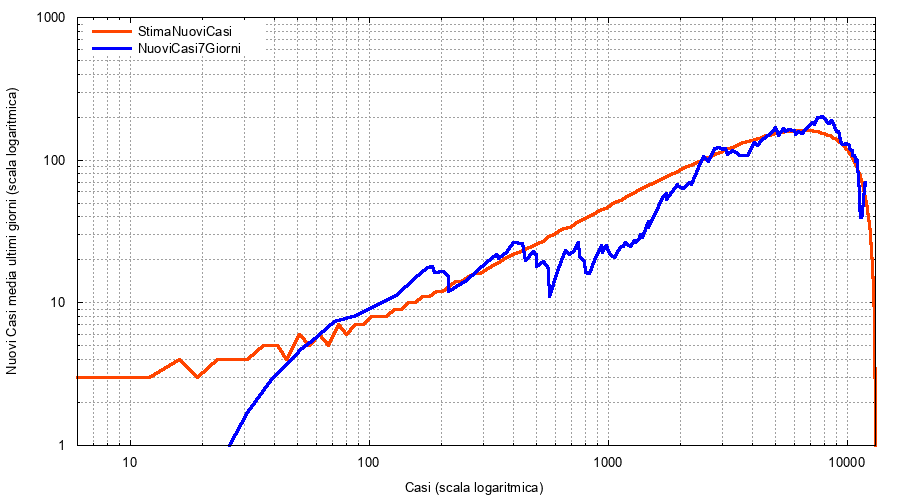 1000
StimaNuoviCasi
NuoviCasi7Giorni
100
10
1
Nuovi Casi media ultimi giorni (scala logaritmica)
10
100
1000
10000
Casi (scala logaritmica)